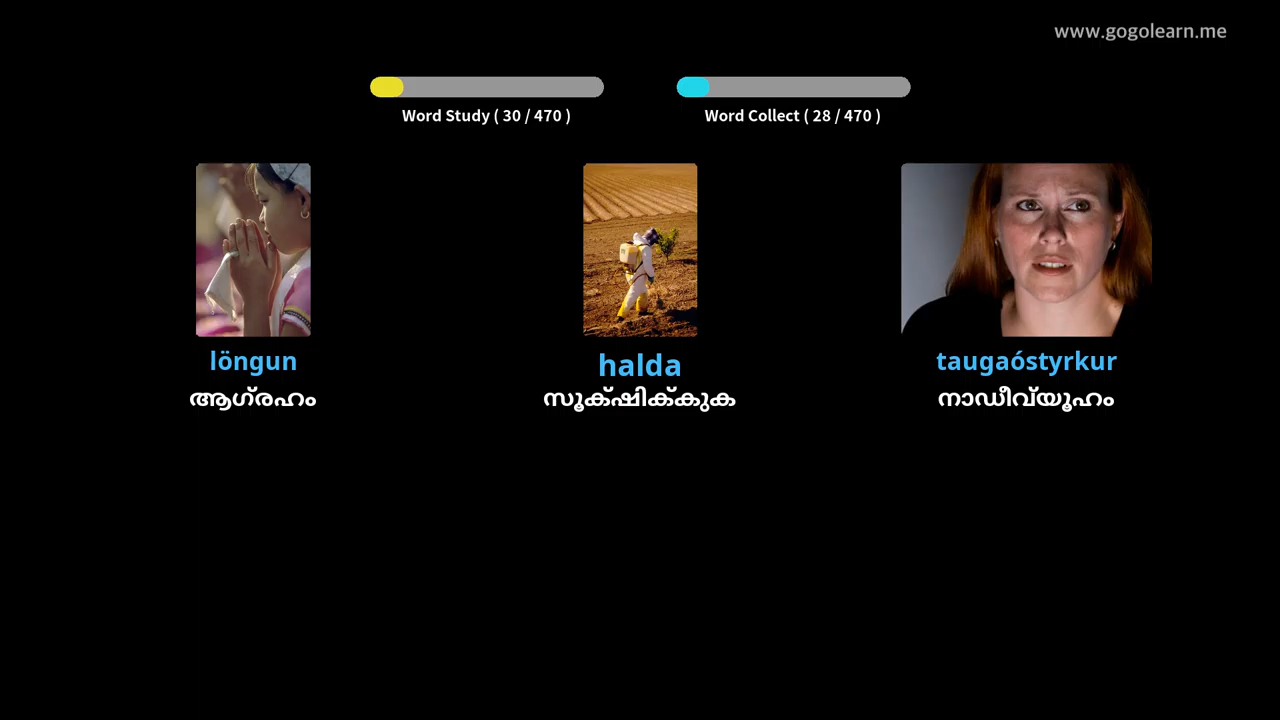 www.gogolearn.me
Word Study ( 30 / 470 )
Word Collect ( 28 / 470 )
löngun
halda
taugaóstyrkur
ആഗ്‌രഹം
സൂക്‌ഷിക്‌കുക
നാഡീവ്‌യൂഹം